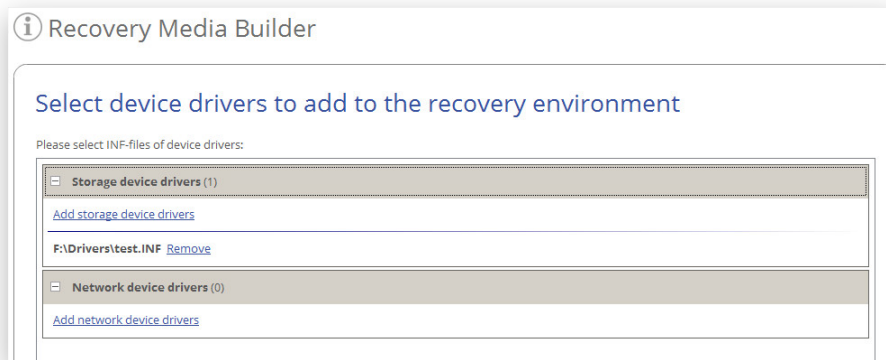 Recovery Media Builder
Select device drivers to add to the recovery environment
Please select INF-files of device drivers:
Storage device drivers (1)
Add storage device drivers
F:\Drivers\test.INF Remove
Network device drivers (0)
Add network device drivers